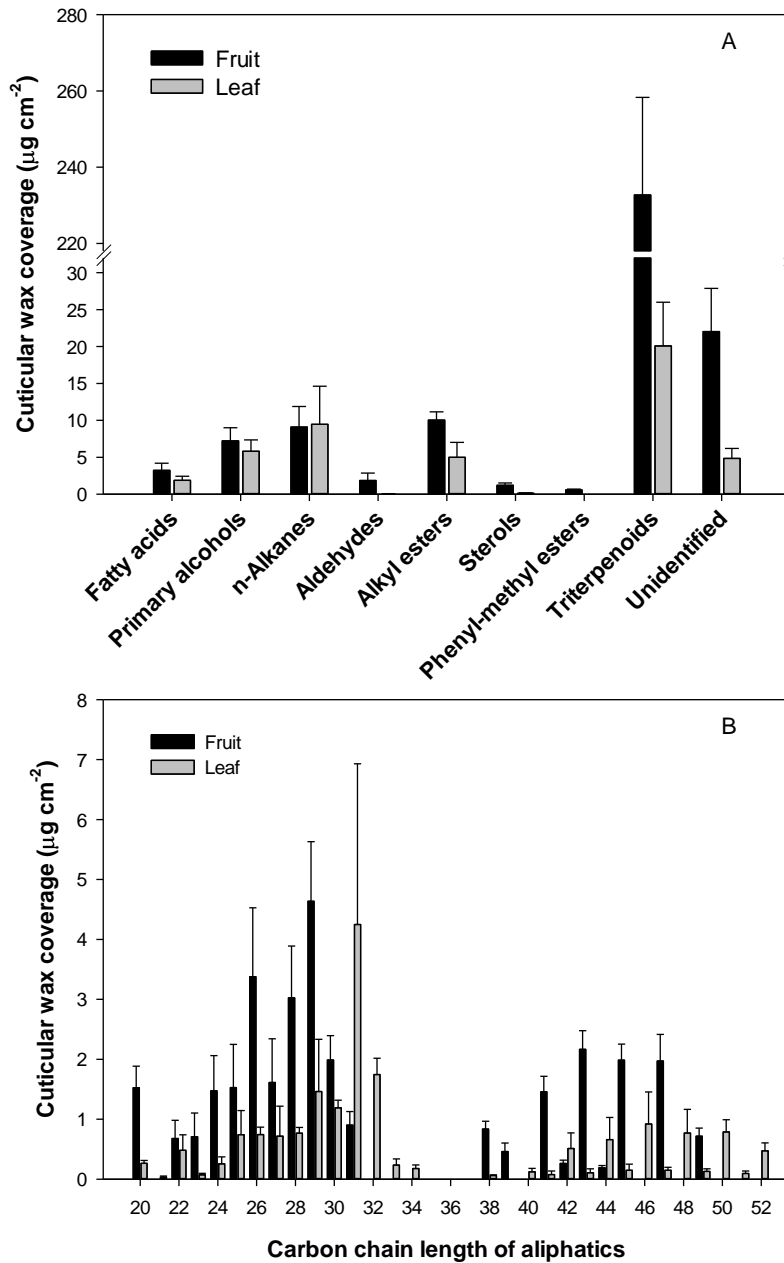 A
Fruit
Leaf
Cuticular wax coverage (μg cm-2)
280
260
240
220
30
25
20
15
10
5
0
Fatty acids
Primary alcohols
n-Alkanes
Aldehydes
Alkyl esters
Sterols
Phenyl-methyl esters
Triterpenoids
Unidentified
B
Fruit
Leaf
Cuticular wax coverage (μg cm-2)
8
7
6
5
4
3
2
1
0
20 22 24 26 28 30 32 34 36 38 40 42 44 46 48 50 52
Carbon chain length of aliphatics